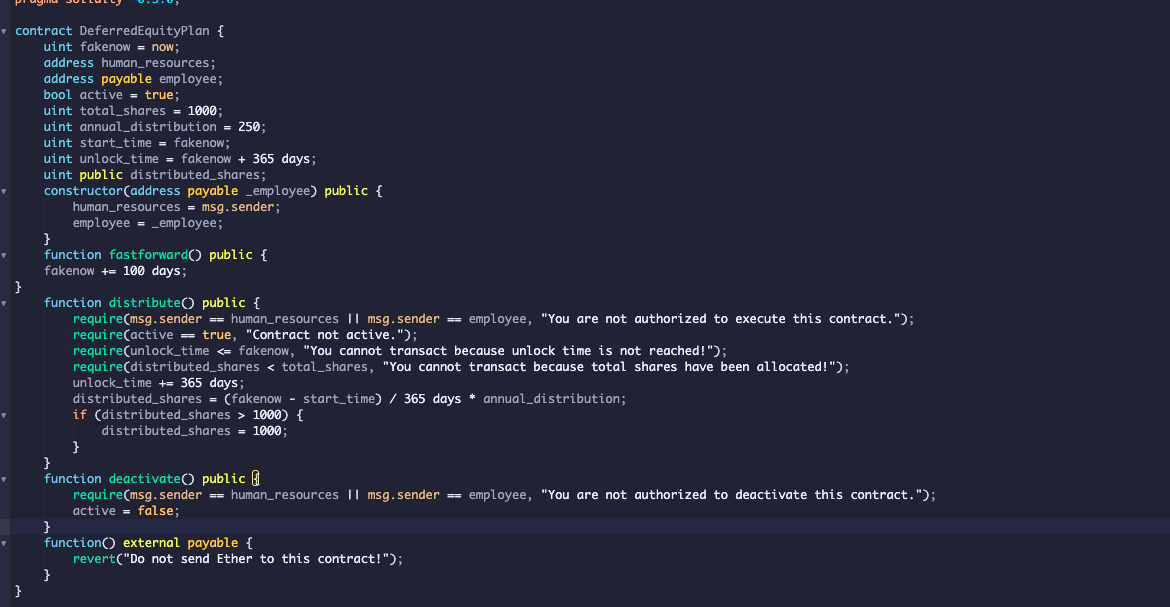 pragma solidity ^0.5.0;
contract DeferredEquityPlan {
    uint fakenow = now;
    address human_resources;
    address payable employee;
    bool active = true;
    uint total_shares = 1000;
    uint annual_distribution = 250;
    uint start_time = fakenow;
    uint unlock_time = fakenow + 365 days;
    uint public distributed_shares;
    constructor(address payable _employee) public {
        human_resources = msg.sender;
        employee = _employee;
    }
    function fastforward() public {
    fakenow += 100 days;
}
    function distribute() public {
        require(msg.sender == human_resources || msg.sender == employee, "You are not authorized to execute this contract.");
        require(active == true, "Contract not active.");
        require(unlock_time <= fakenow, "You cannot transact because unlock time is not reached!");
        require(distributed_shares < total_shares, "You cannot transact because total shares have been allocated!");
        unlock_time += 365 days;
        distributed_shares = (fakenow - start_time) / 365 days * annual_distribution;
        if (distributed_shares > 1000) {
            distributed_shares = 1000;
        }
    }
    function deactivate() public {
        require(msg.sender == human_resources || msg.sender == employee, "You are not authorized to deactivate this contract.");
        active = false;
    }
    function() external payable {
        revert("Do not send Ether to this contract!");
    }
}